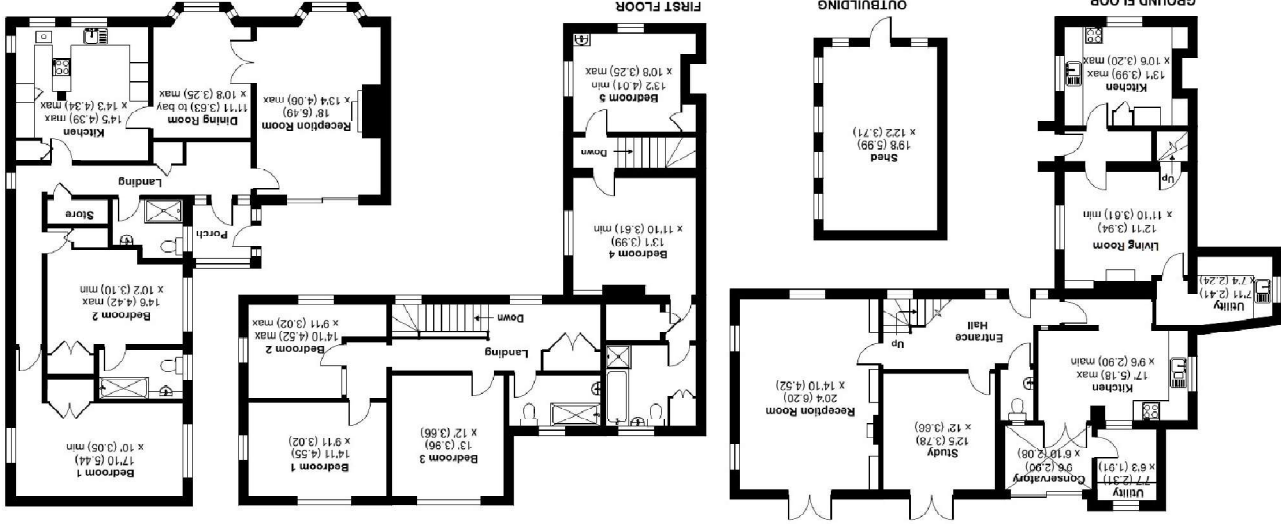 Utility
7'7 (2.31)
x 6'3 (1.91)
Conservatory
9'6 (2.90)
x 6'10 (2.08)
Study
12'5 (3.78)
x 12' (3.66)
Reception Room
20'4 (6.20)
x 14'10 (4.52)
Kitchen
17' (5.18) max
x 9'6 (2.90) main
Entrance
Hall
Up
Utility
7'11 (2.41)
x 7'4 (2.24)
Living Room
12'11 (3.94)
x 11'10 (3.61) min
Up
Kitchen
13'1 (3.99) max
x 10'6 (3.20) max
GROUND FLOOR
Shed
19'8 (5.99)
x 12'2 (3.71)
OUTBUILDING
Bedroom 3
13' (3.96)
x 12' (3.66)
Bedroom 1
14'11 (4.55)
x 9'11 (3.02)
Landing
Down
Bedroom 2
14'10 (4.52) max
x 9'11 (3.02) max
Bedroom 4
13'1 (3.99)
x 11'10 (3.61) min
Down
Bedroom 5
13'2 (4.01) min
x 10'8 (3.25) max
FIRST FLOOR
Bedroom 1
17'10 (5.44)
x 10' (3.05) min
Bedroom 2
14'6 (4.42) max
x 10'2 (3.10) min
Porch
Store
Landing
Reception Room
18' (5.49)
x 13'4 (4.06) max
Dining Room
11'11 (3.63) to bay
x 10'8 (3.25) max
Kitchen
14'5 (4.39) max
x 14'3 (4.34) max